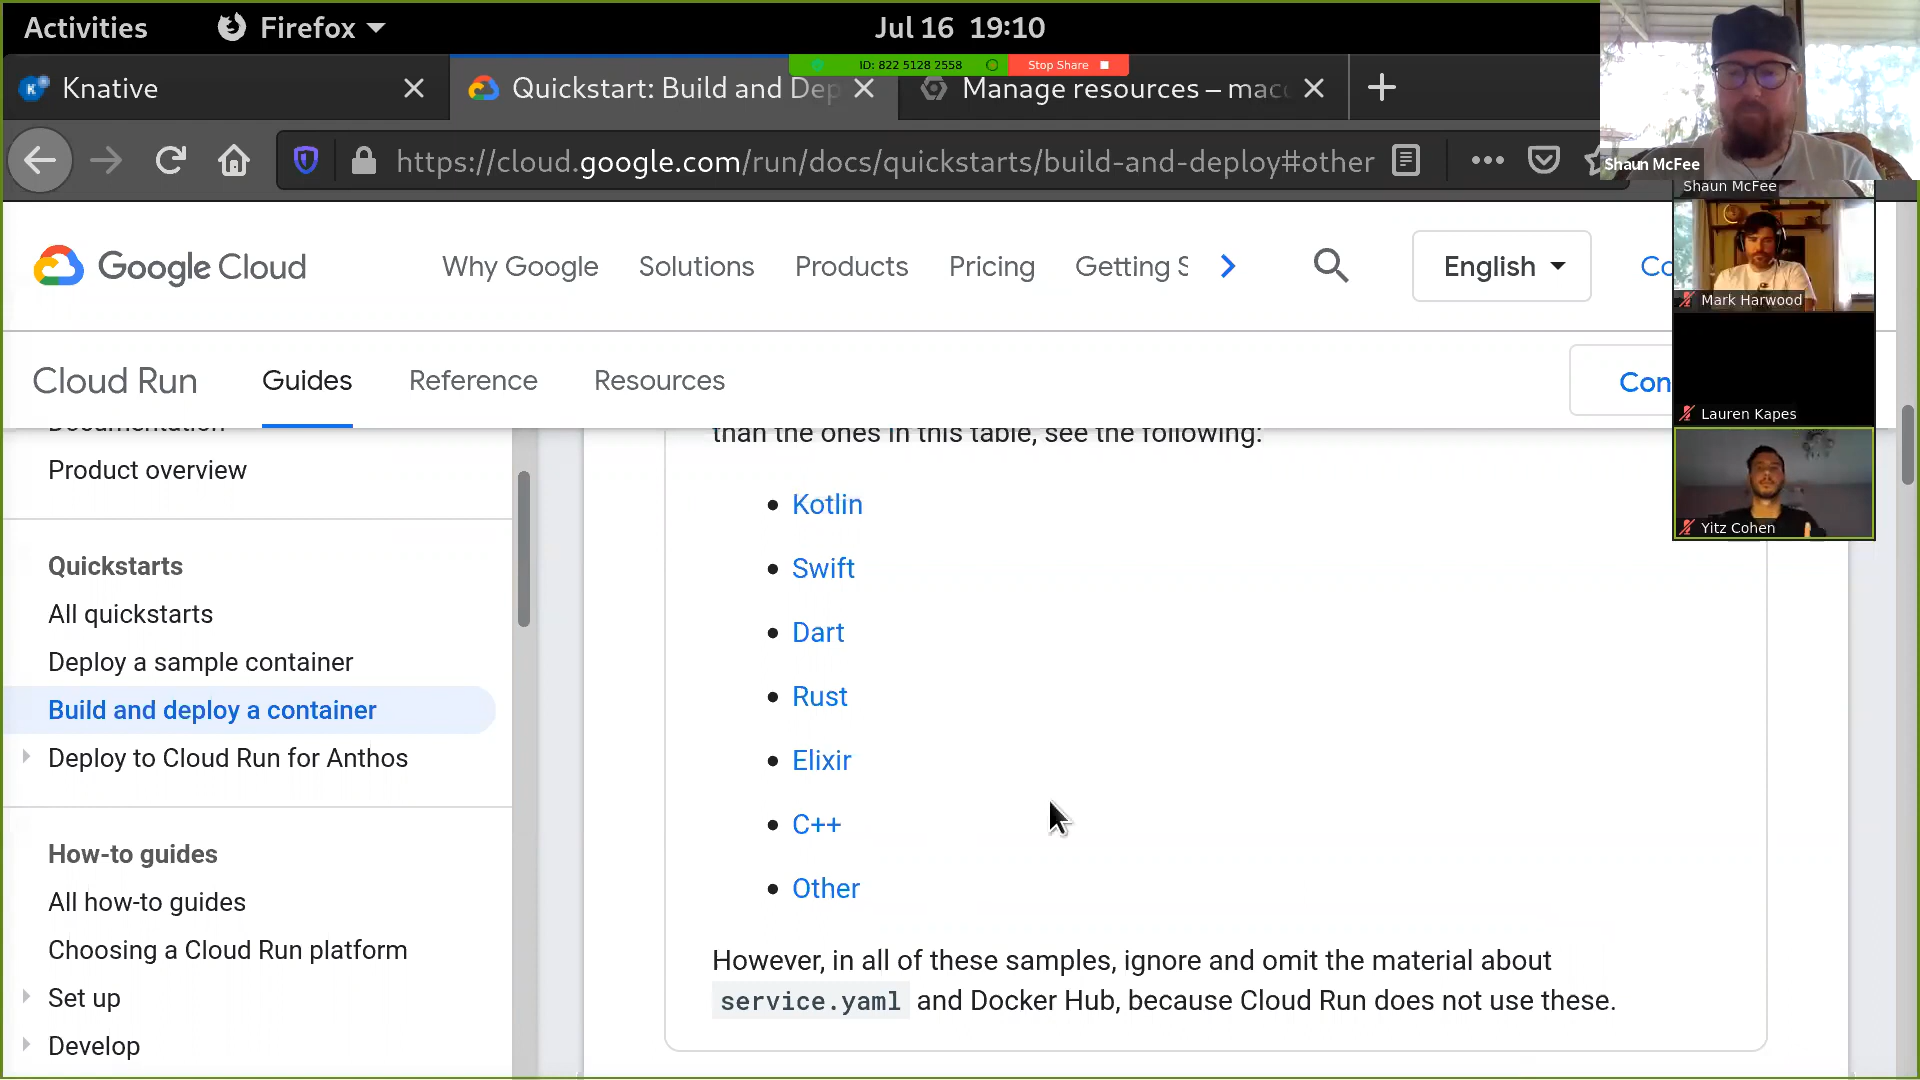 Activities
Firefox
Jul 16 19:10
Knative
Quickstart: Build and Dep
ID: 822 5128 2558
Stop Share
Manage resources – mac
https://cloud.google.com/run/docs/quickstarts/build-and-deploy#other
Shaun McFee
Shaun McFee
Mark Harwood
Lauren Kapes
Yitz Cohen
Google Cloud
Why Google
Solutions
Products
Pricing
Getting S
English
Co
Cloud Run
Guides
Reference
Resources
Con
Documentation
Product overview
Quickstarts
All quickstarts
Deploy a sample container
Build and deploy a container
Deploy to Cloud Run for Anthos
How-to guides
All how-to guides
Choosing a Cloud Run platform
Set up
Develop
than the ones in this table, see the following:
Kotlin
Swift
Dart
Rust
Elixir
C++
Other
However, in all of these samples, ignore and omit the material about
service.yaml and Docker Hub, because Cloud Run does not use these.